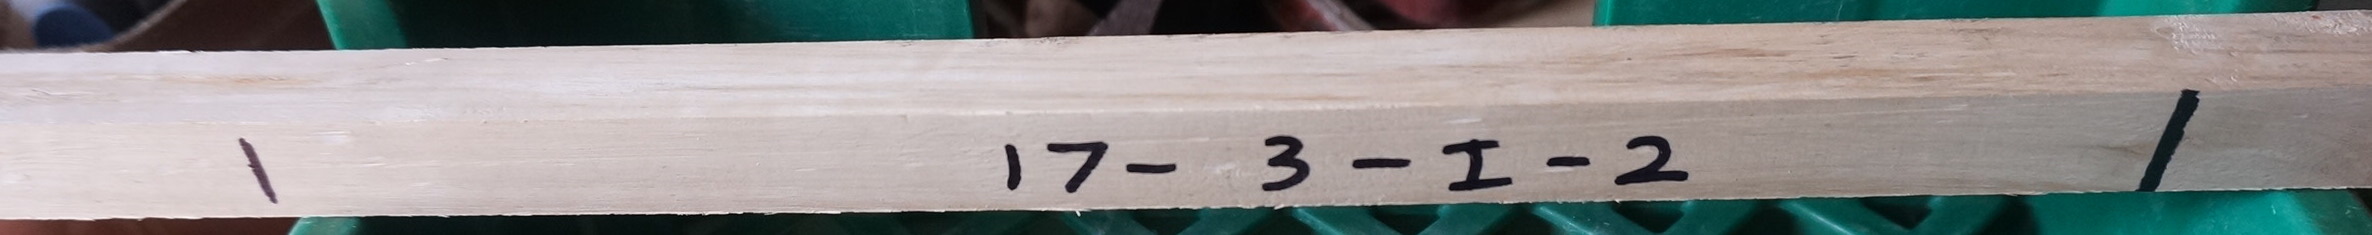 17- 3 - I - 2